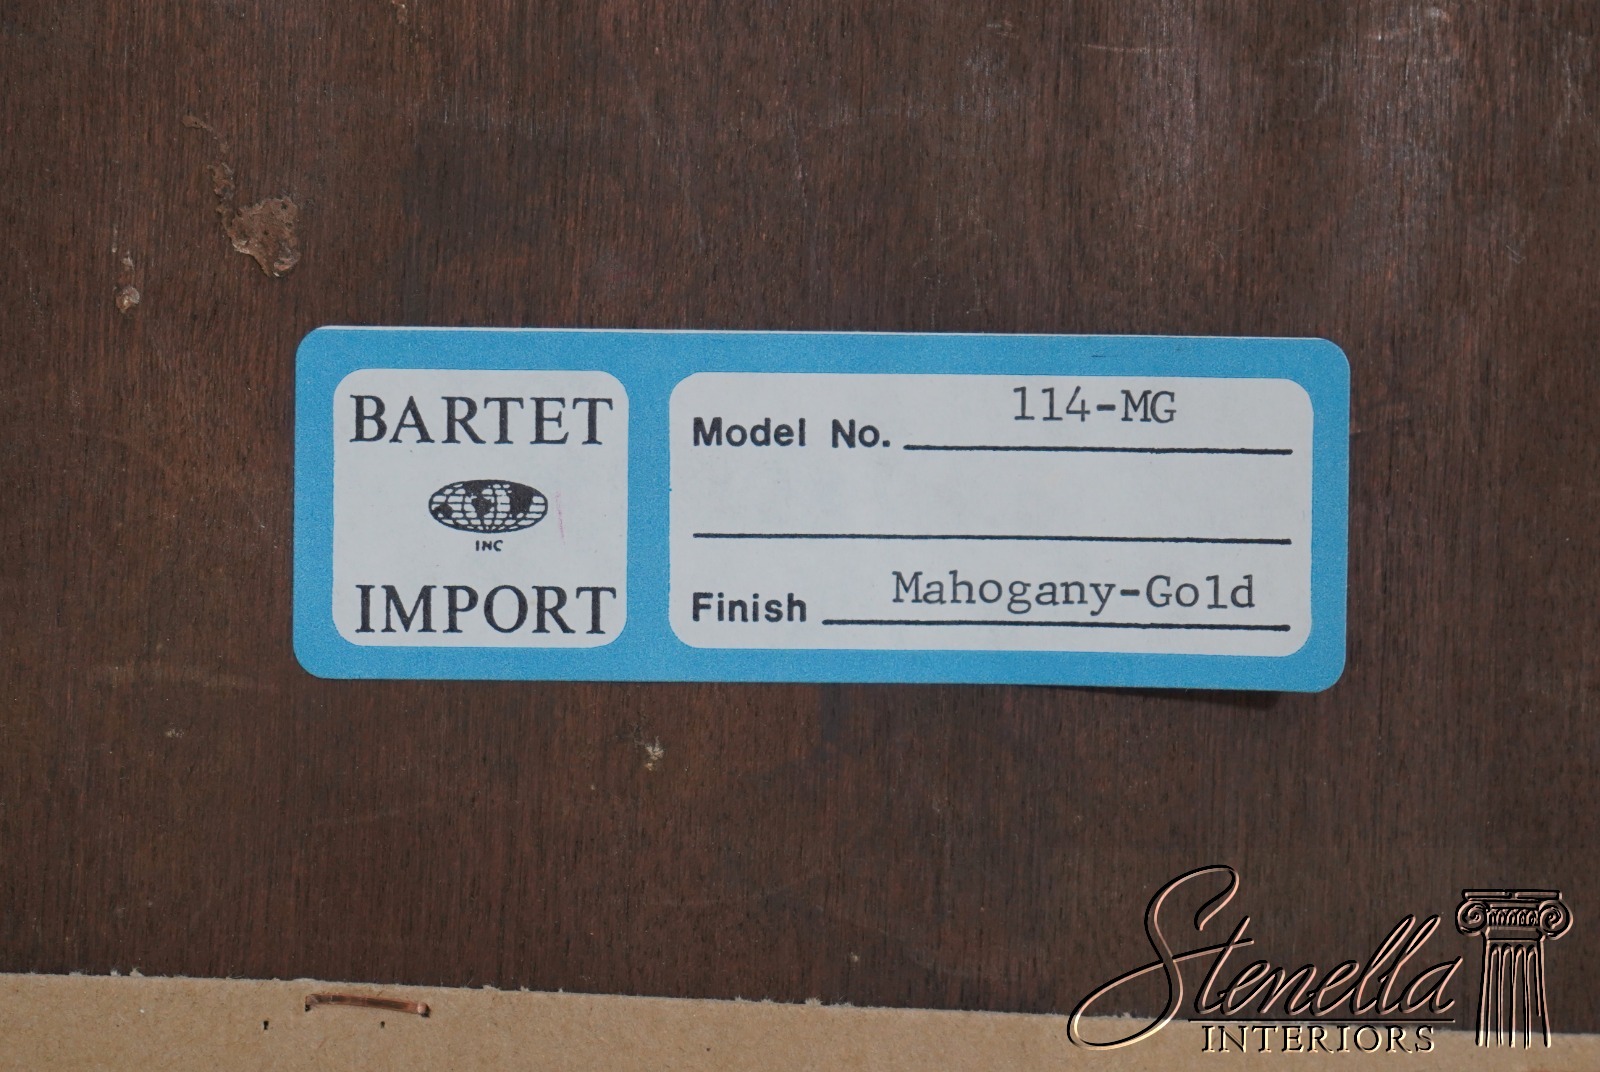 BARTET
INC
IMPORT
Model No. 114-MG
Finish Mahogany-Gold
Stenella
INTERIORS